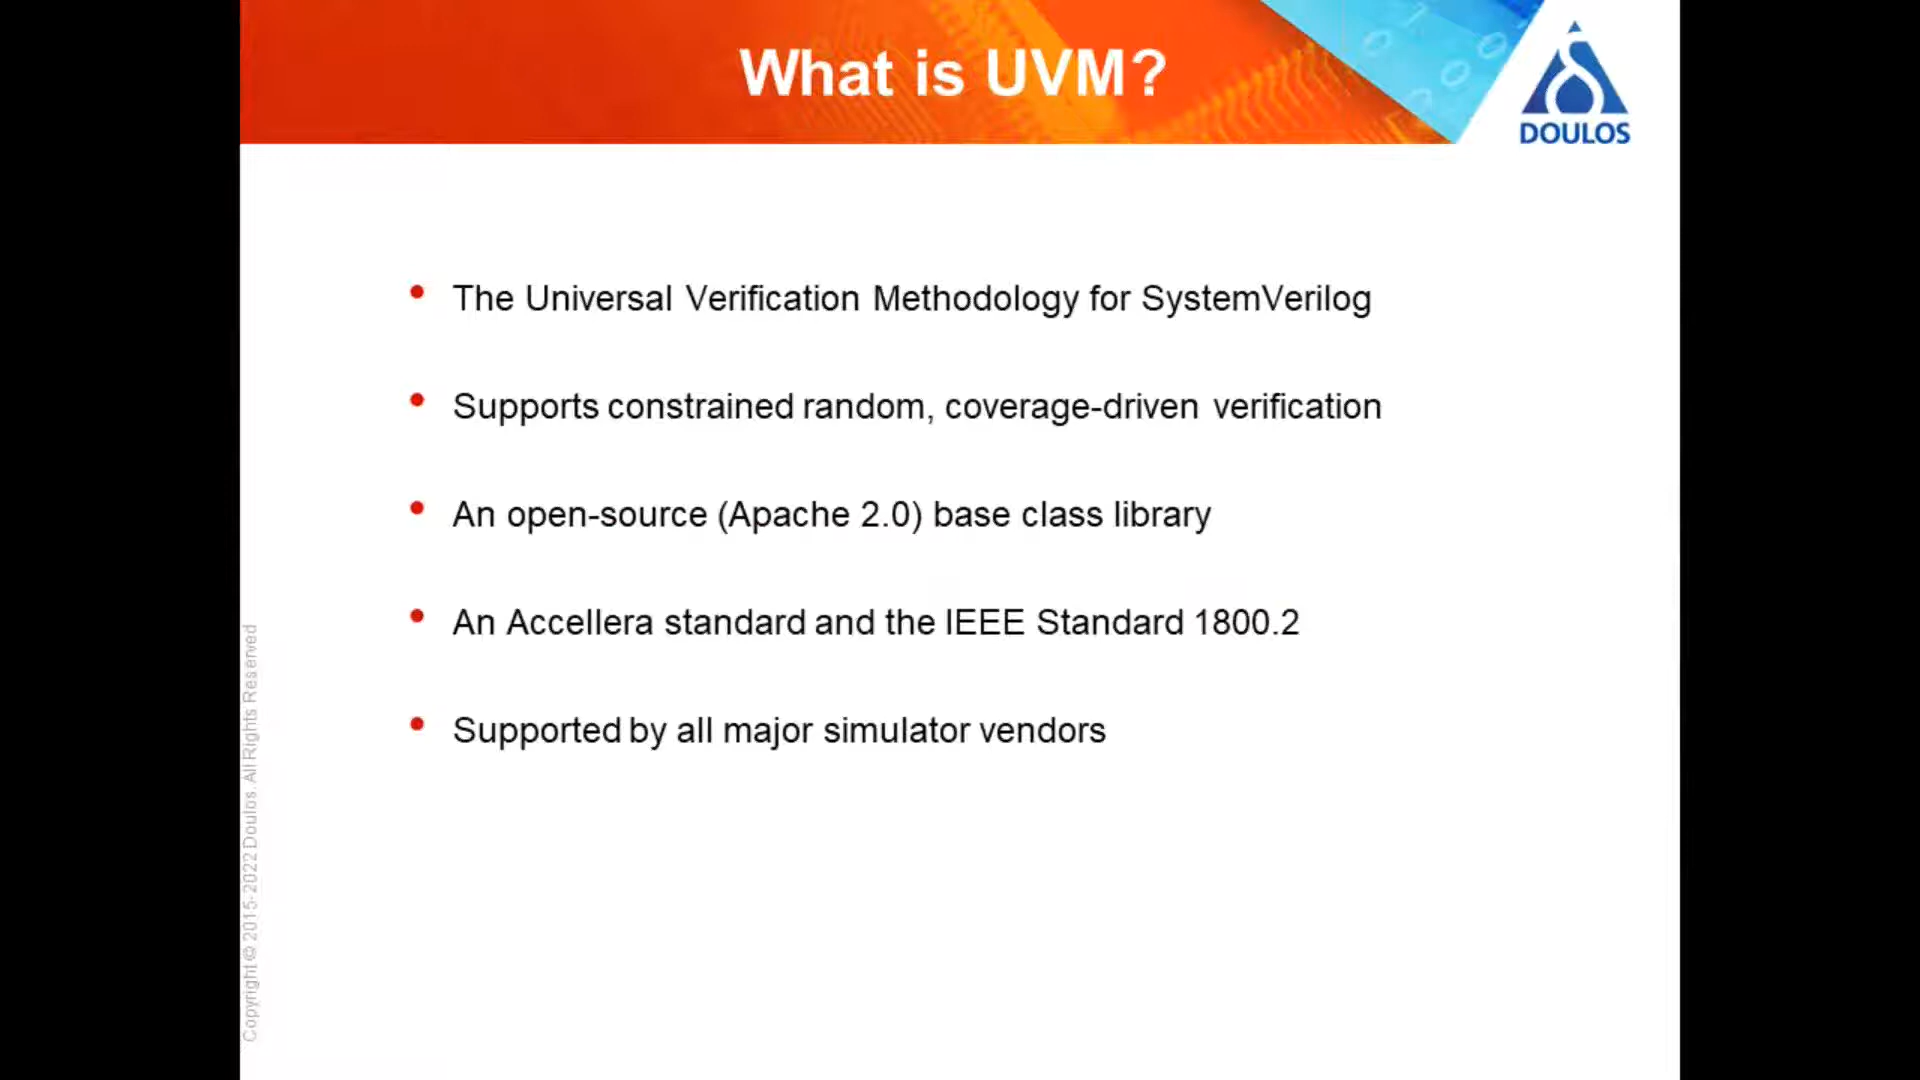 What is UVM?
DOULOS
• The Universal Verification Methodology for SystemVerilog
• Supports constrained random, coverage-driven verification
• An open-source (Apache 2.0) base class library
• An Accellera standard and the IEEE Standard 1800.2
• Supported by all major simulator vendors
Copyright © 2015-2022 Doulos. All Rights Reserved